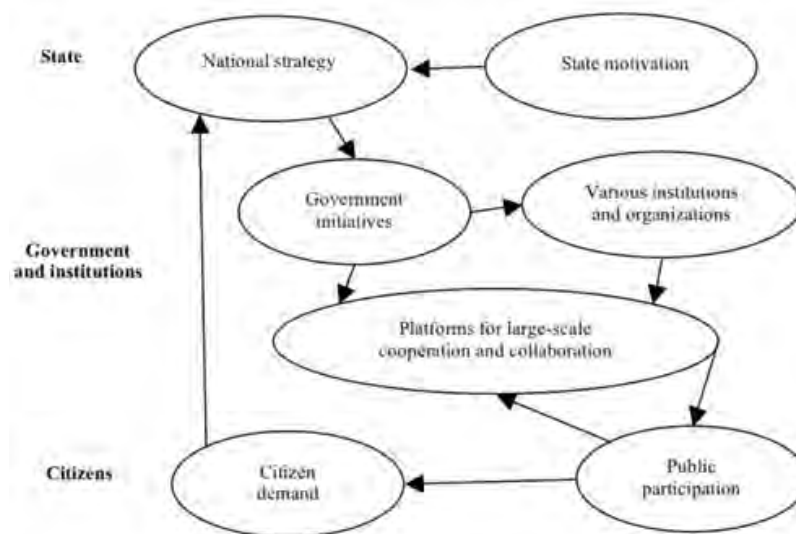 State
National strategy
State motivation
Government
initiatives
Various institutions
and organizations
Government
and institutions
Platforms for large-scale
cooperation and collaboration
Citizens
Citizen
demand
Public
participation